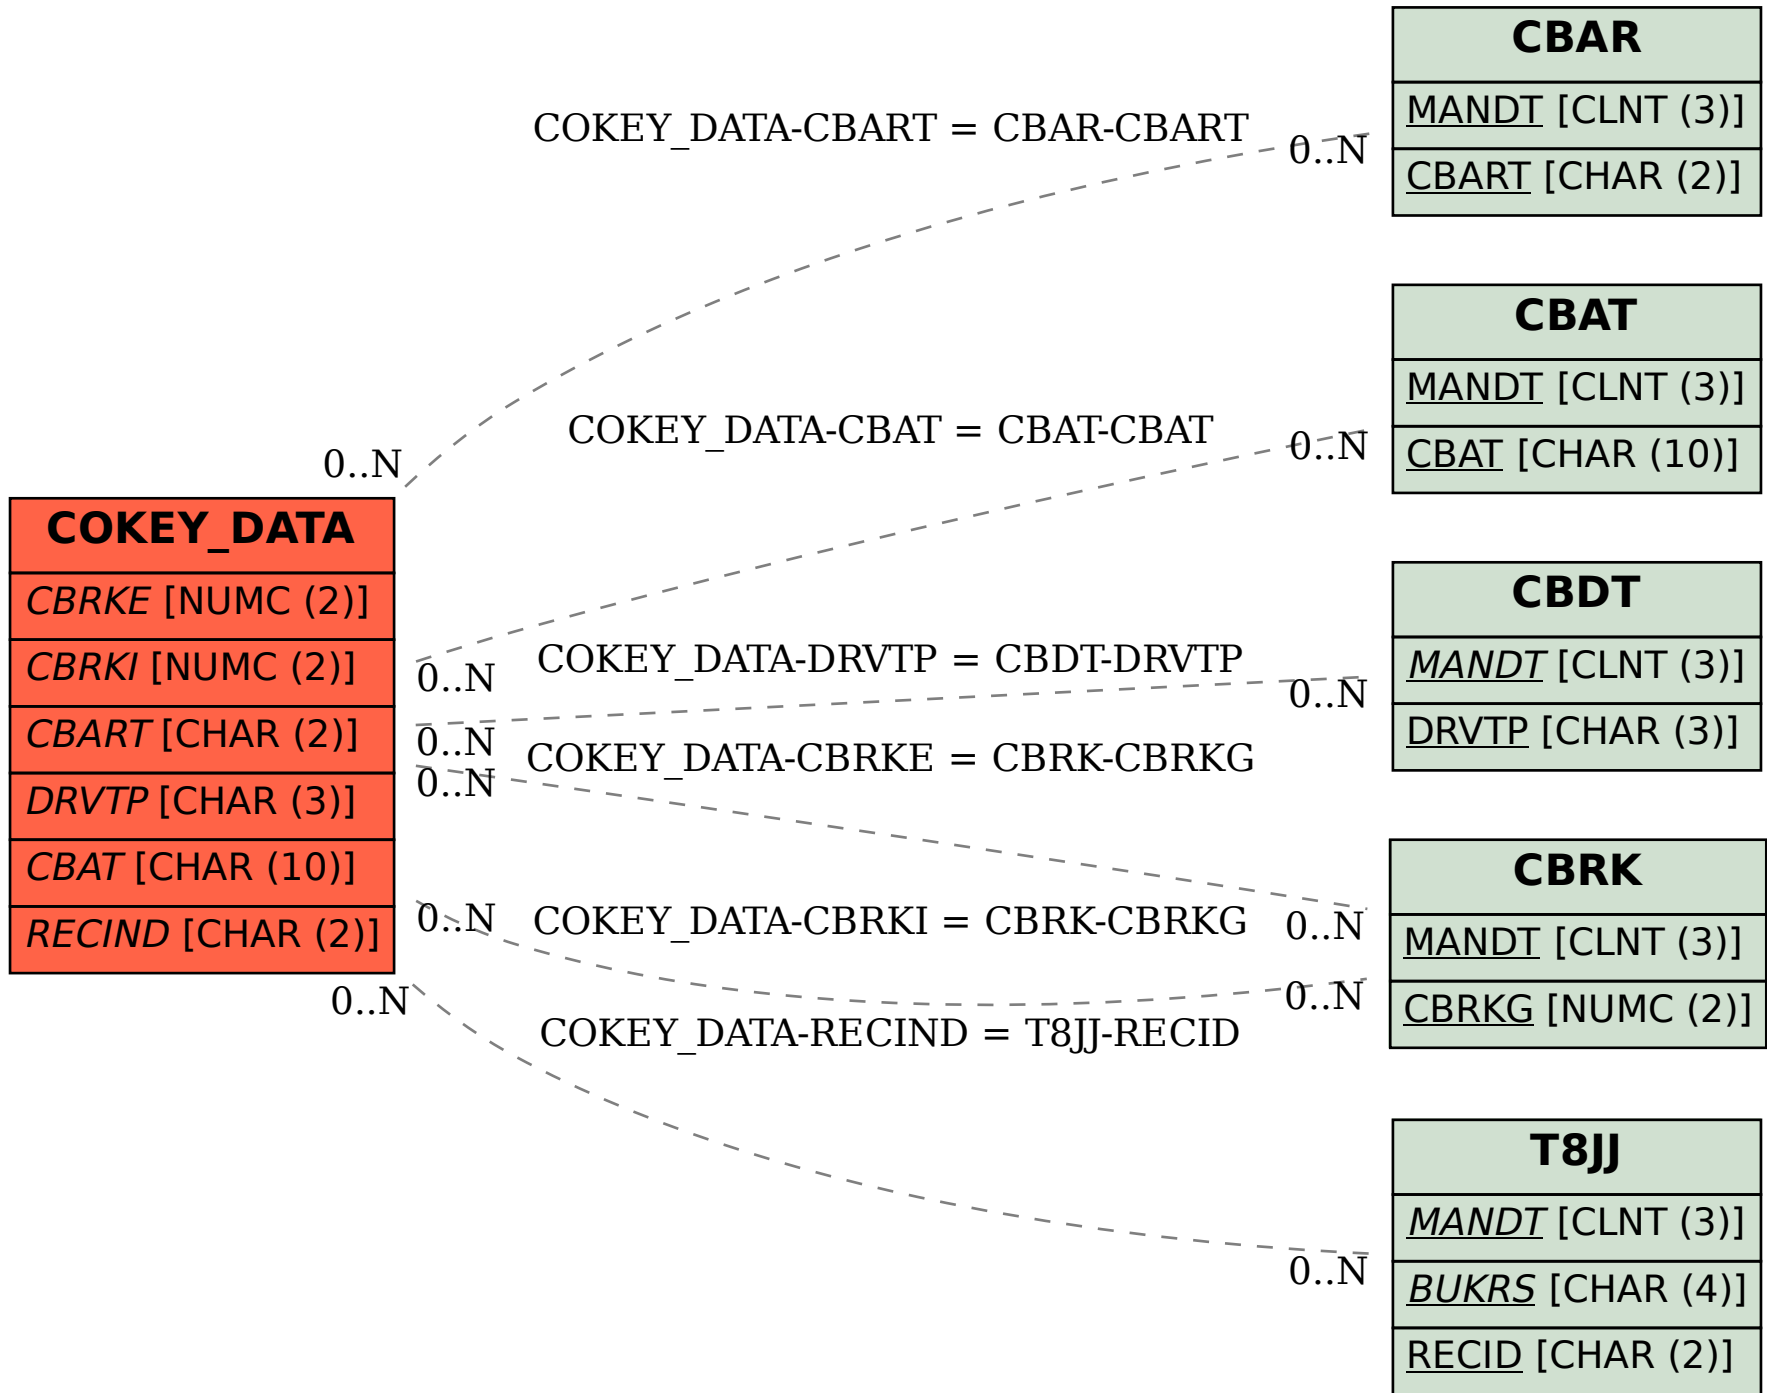 CBAR
MANDT [CLNT (3)]
CBART [CHAR (2)]
COKEY_DATA-CBART = CBAR-CBART
0..N
0..N
CBAT
MANDT [CLNT (3)]
CBAT [CHAR (10)]
COKEY_DATA-CBAT = CBAT-CBAT
0..N
0..N
COKEY_DATA
CBRKE [NUMC (2)]
CBRKI [NUMC (2)]
CBART [CHAR (2)]
DRVTP [CHAR (3)]
CBAT [CHAR (10)]
RECIND [CHAR (2)]
CBDT
MANDT [CLNT (3)]
DRVTP [CHAR (3)]
COKEY_DATA-DRVTP = CBDT-DRVTP
0..N
0..N
COKEY_DATA-CBRKE = CBRK-CBRKG
0..N
0..N
CBRK
MANDT [CLNT (3)]
CBRKG [NUMC (2)]
COKEY_DATA-CBRKI = CBRK-CBRKG
0..N
0..N
COKEY_DATA-RECIND = T8JJ-RECID
0..N
0..N
T8JJ
MANDT [CLNT (3)]
BUKRS [CHAR (4)]
RECID [CHAR (2)]